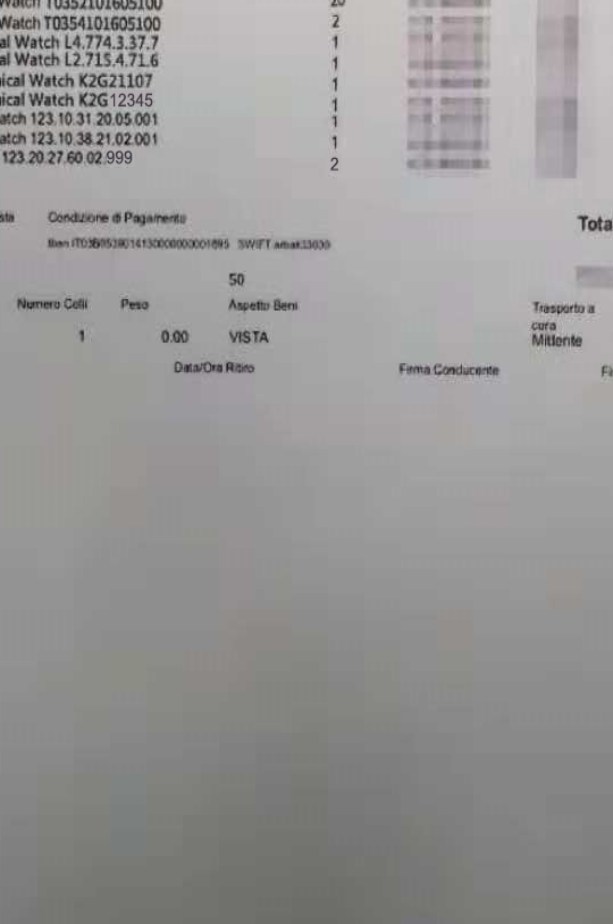 Watch T0352101605100 20
Watch T0354101605100 2
al Watch L4.774.3.37.7 1
al Watch L2.715.4.71.6 1
nical Watch K2G21107 1
nical Watch K2G12345 1
atch 123.10.31.20.05.001 1
atch 123.10.38.21.02.001 1
123.20.27.60.02.999 2
sta Condizione di Pagamento Tota
Iban SWIFT
50
Numero Colli Peso Aspetto Beni Trasporto a
cura
1 0.00 VISTA Mittente
Data/Ora Ritiro Firma Conducente Fi